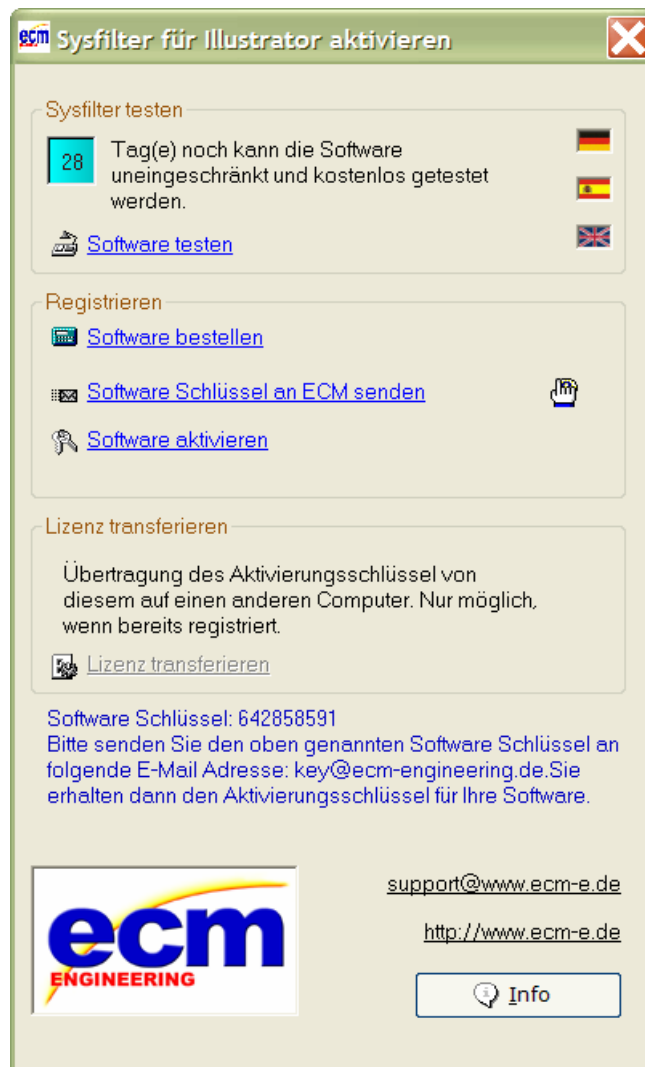 ecm Sysfilter für Illustrator aktivieren
Sysfilter testen
28
Tag(e) noch kann die Software
uneingeschränkt und kostenlos getestet
werden.
Software testen
Registrieren
Software bestellen
Software Schlüssel an ECM senden
Software aktivieren
Lizenz transferieren
Übertragung des Aktivierungsschlüssel von
diesem auf einen anderen Computer. Nur möglich,
wenn bereits registriert.
Lizenz transferieren
Software Schlüssel: 642858591
Bitte senden Sie den oben genannten Software Schlüssel an
folgende E-Mail Adresse: key@ecm-engineering.de.Sie
erhalten dann den Aktivierungsschlüssel für Ihre Software.
ecm
ENGINEERING
support@www.ecm-e.de
http://www.ecm-e.de
Info